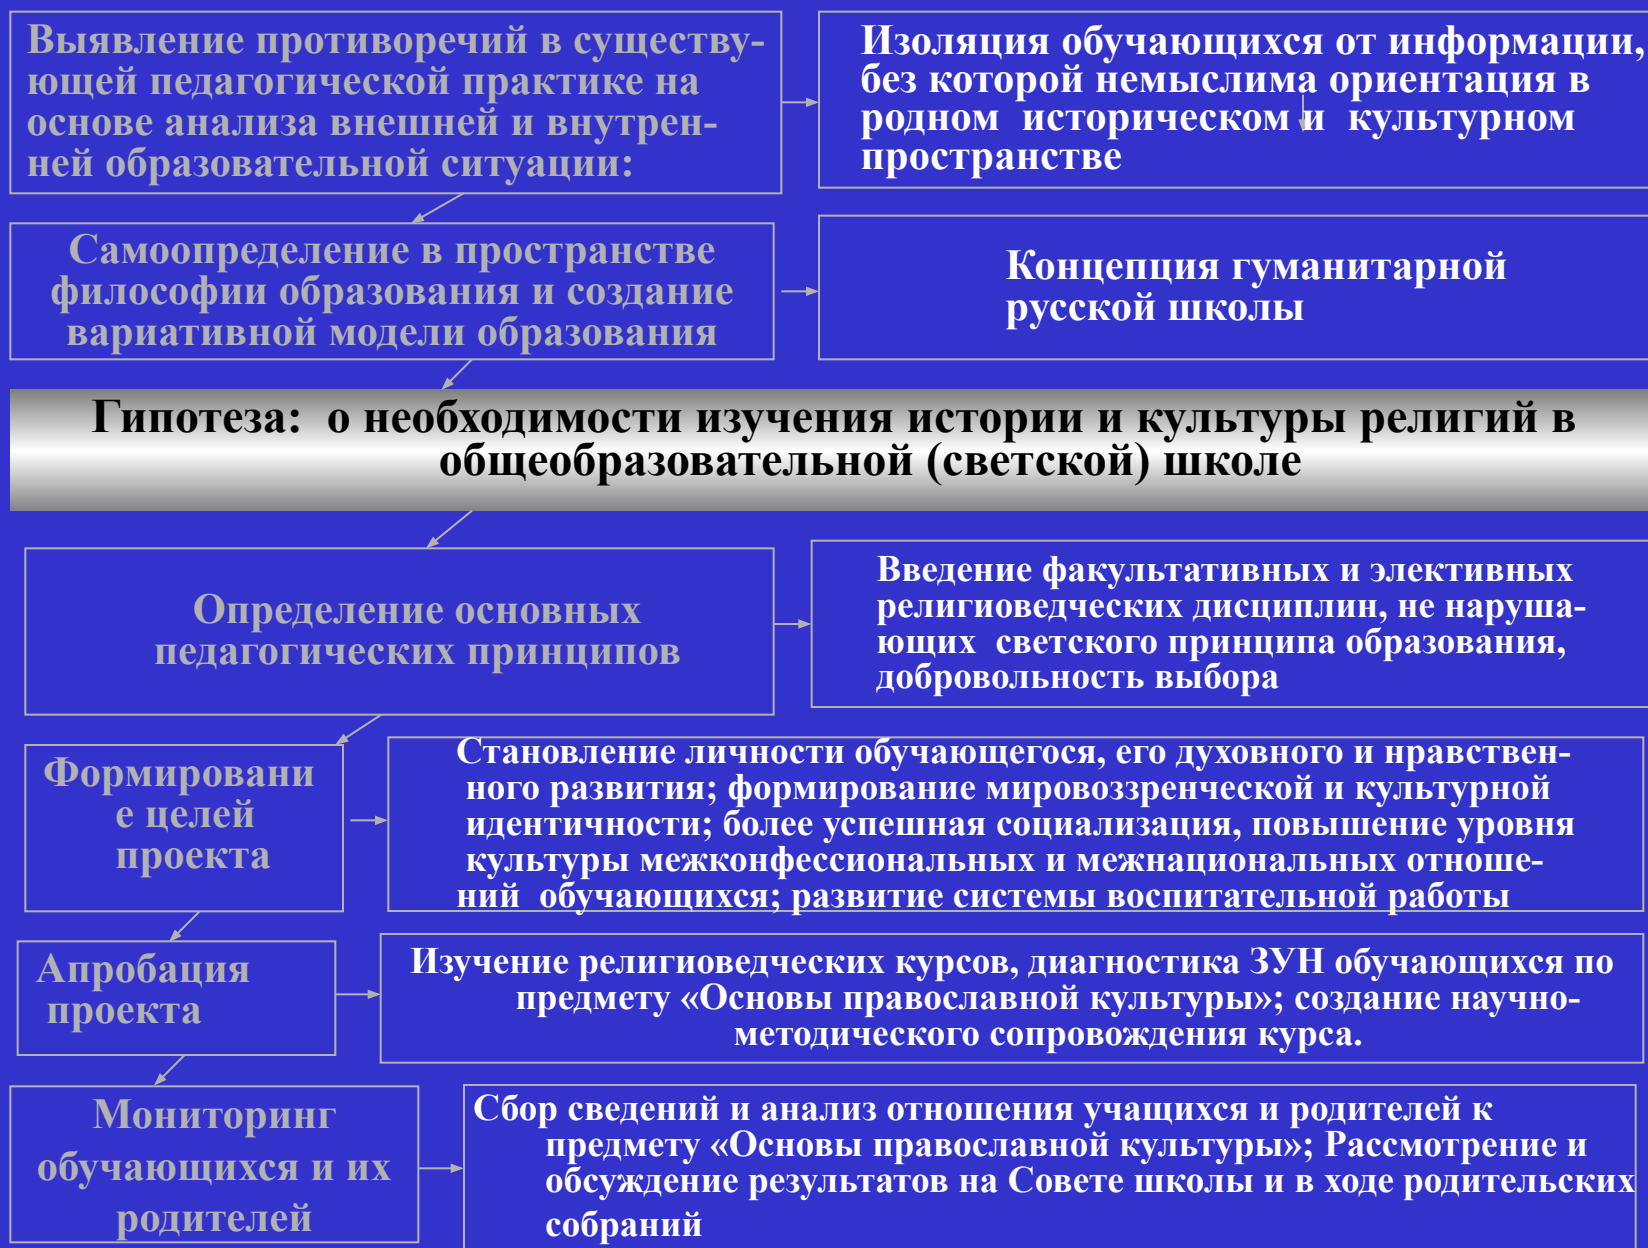 Выявление противоречий в существу-
ющей педагогической практике на
основе анализа внешней и внутрен-
ней образовательной ситуации:
Изоляция обучающихся от информации,
без которой немыслима ориентация в
родном историческом и культурном
пространстве
Самоопределение в пространстве
философии образования и создание
вариативной модели образования
Концепция гуманитарной
русской школы
Гипотеза: о необходимости изучения истории и культуры религий в
общеобразовательной (светской) школе
Определение основных
педагогических принципов
Введение факультативных и элективных
религиоведческих дисциплин, не наруша-
ющих светского принципа образования,
добровольность выбора
Формировани
е целей
проекта
Становление личности обучающегося, его духовного и нравствен-
ного развития; формирование мировоззренческой и культурной
идентичности; более успешная социализация, повышение уровня
культуры межконфессиональных и межнациональных отноше-
ний обучающихся; развитие системы воспитательной работы
Апробация
проекта
Изучение религиоведческих курсов, диагностика ЗУН обучающихся по
предмету «Основы православной культуры»; создание научно-
методического сопровождения курса.
Мониторинг
обучающихся и их
родителей
Сбор сведений и анализ отношения учащихся и родителей к
предмету «Основы православной культуры»; Рассмотрение и
обсуждение результатов на Совете школы и в ходе родительских
собраний